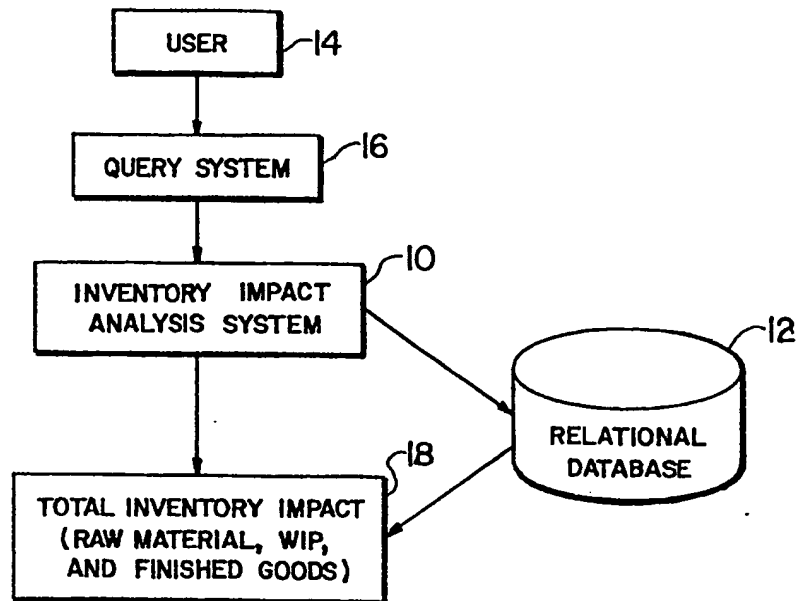 USER
14
QUERY SYSTEM
16
INVENTORY IMPACT
ANALYSIS SYSTEM
10
RELATIONAL
DATABASE
12
TOTAL INVENTORY IMPACT
(RAW MATERIAL, WIP,
AND FINISHED GOODS)
18